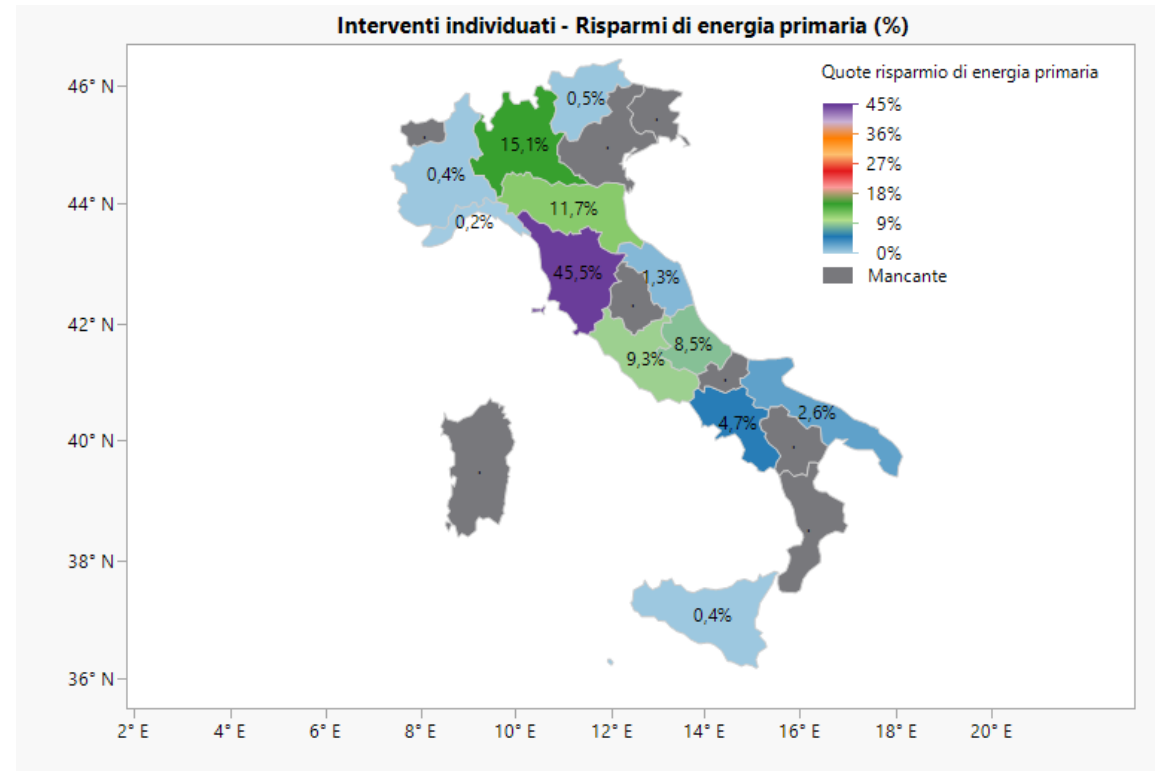 Interventi individuati - Risparmi di energia primaria (%)
Quote risparmio di energia primaria
45%
36%
27%
18%
9%
0%
Mancante
46° N
44° N
42° N
40° N
38° N
36° N
0,5%
15,1%
0,4%
11,7%
0,2%
45,5%
1,3%
8,5%
9,3%
2,6%
4,7%
0,4%
2° E
4° E
6° E
8° E
10° E
12° E
14° E
16° E
18° E
20° E